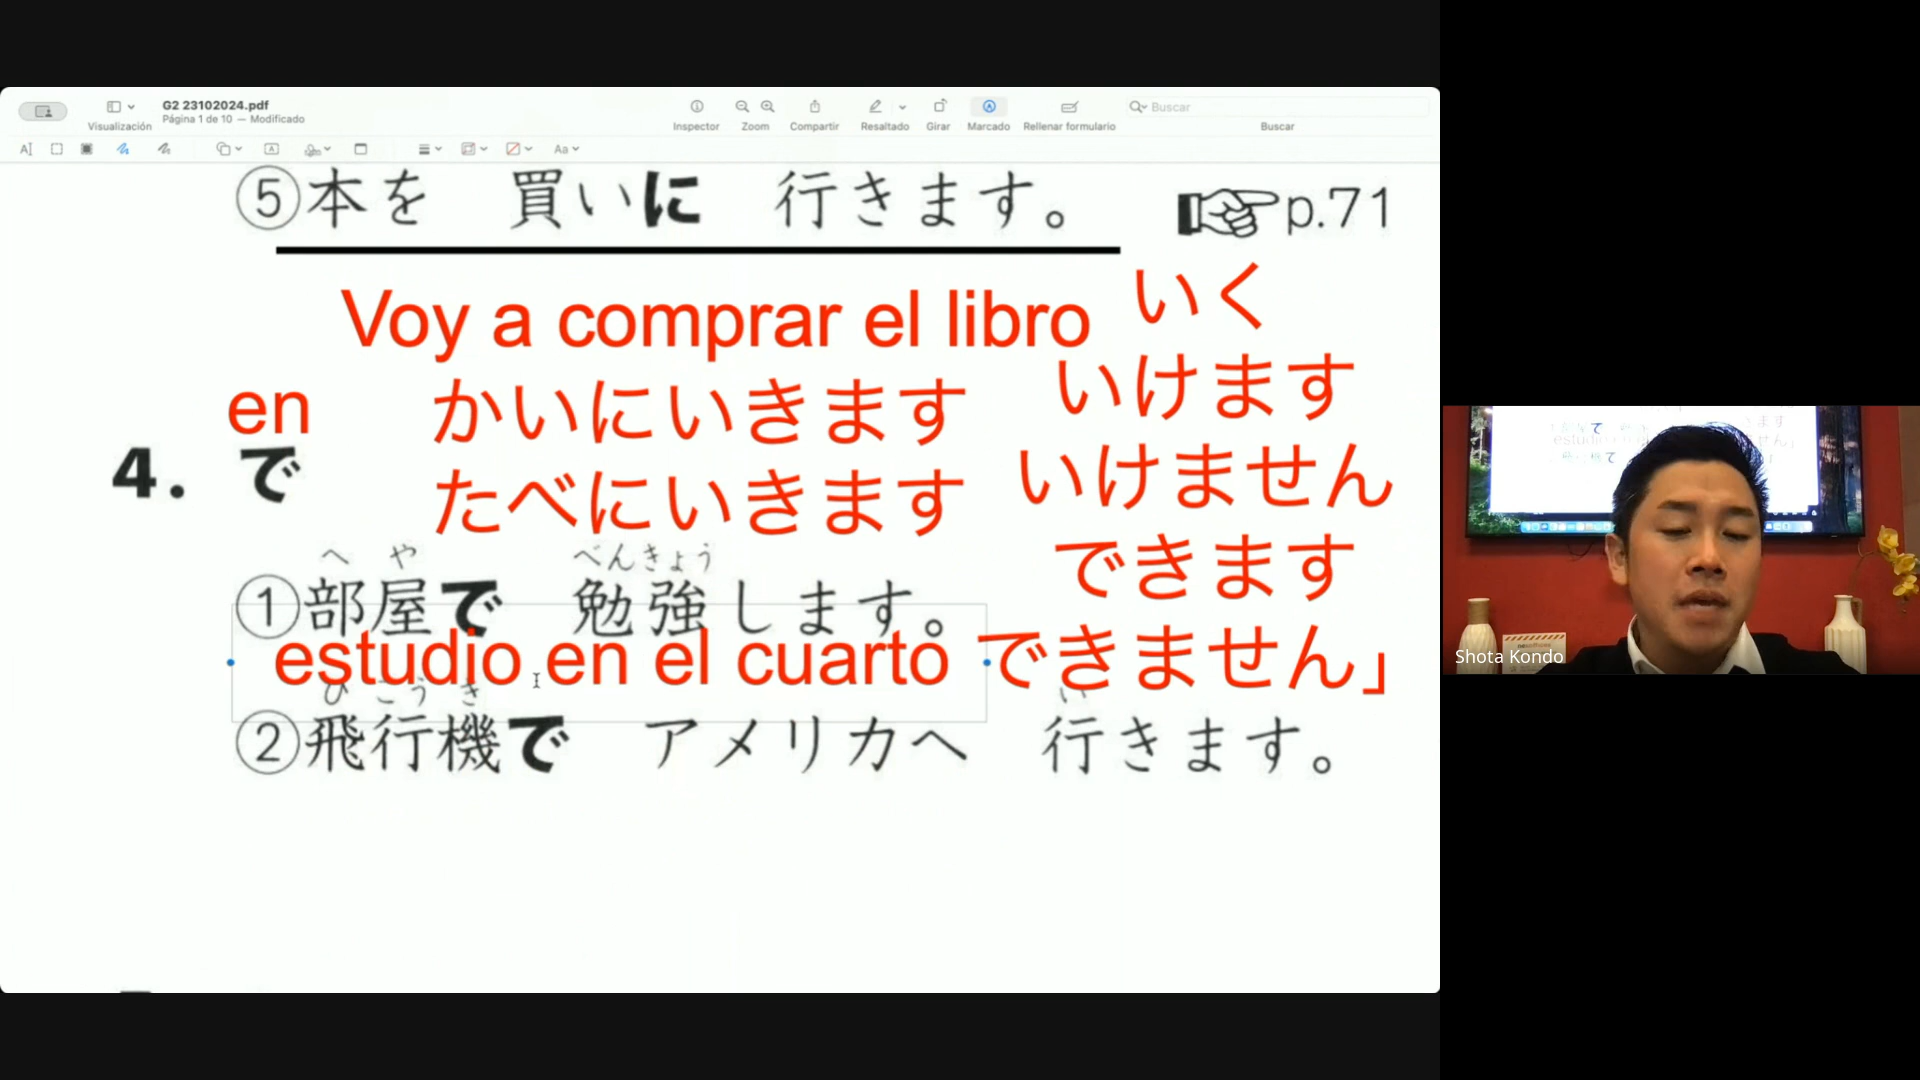 G2 23102024.pdf
Página 1 de 10 — Modificado
Visualización
Inspector
Zoom
Compartir
Resaltado
Girar
Marcado
Rellenar formulario
Buscar
Buscar
⑤本を 買いに 行きます。 p.71
Voy a comprar el libro いく
en かいにいきます いけます
4. で たべにいきます いけません
へ や べんきょう できます
①部屋で 勉強します。
estudio en el cuarto できません」
ひ こう き い
②飛行機で アメリカへ 行きます。
Shota Kondo